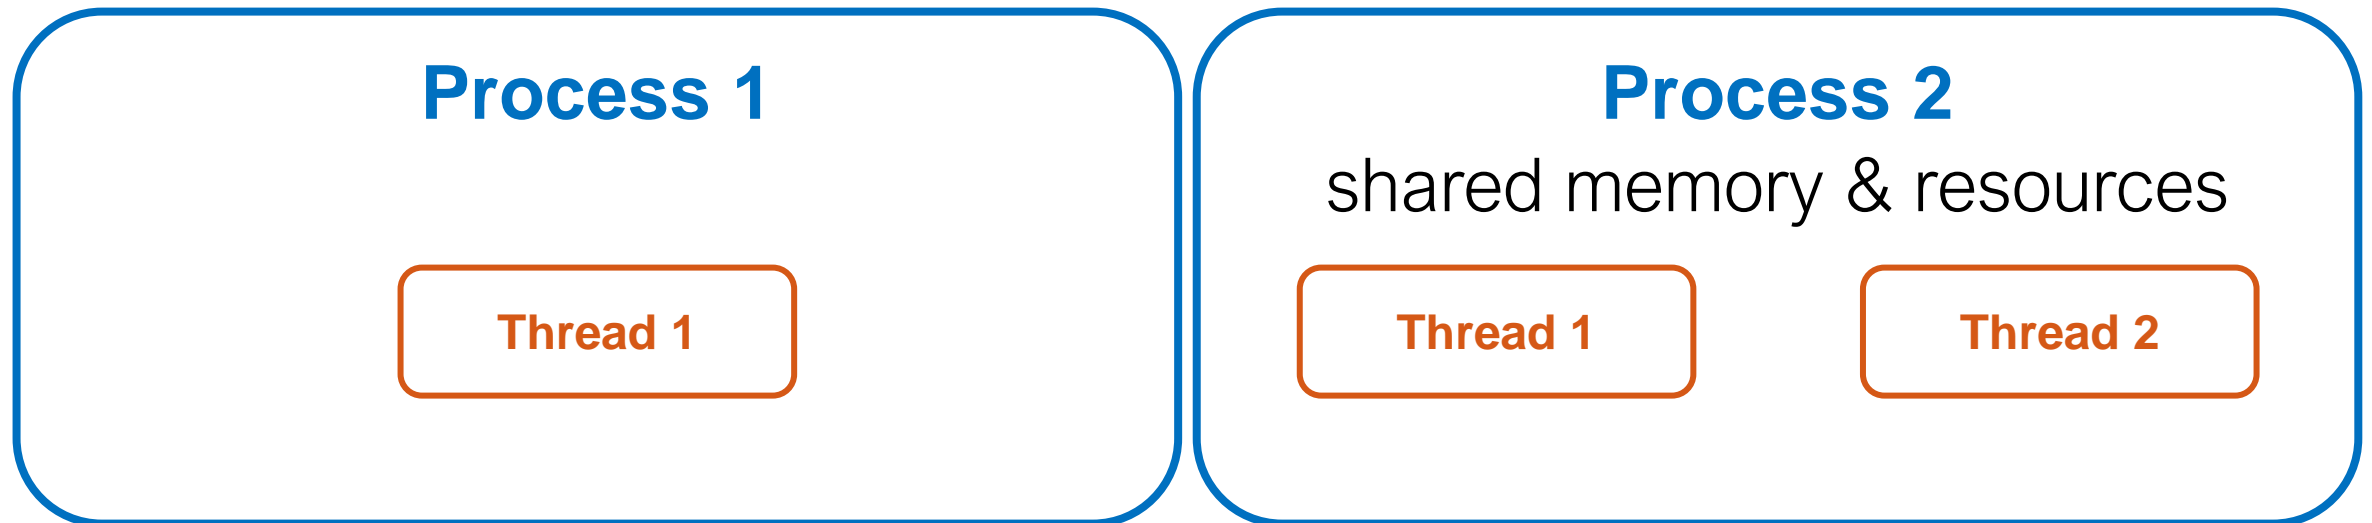 Process 1
Thread 1
Process 2
shared memory & resources
Thread 1
Thread 2